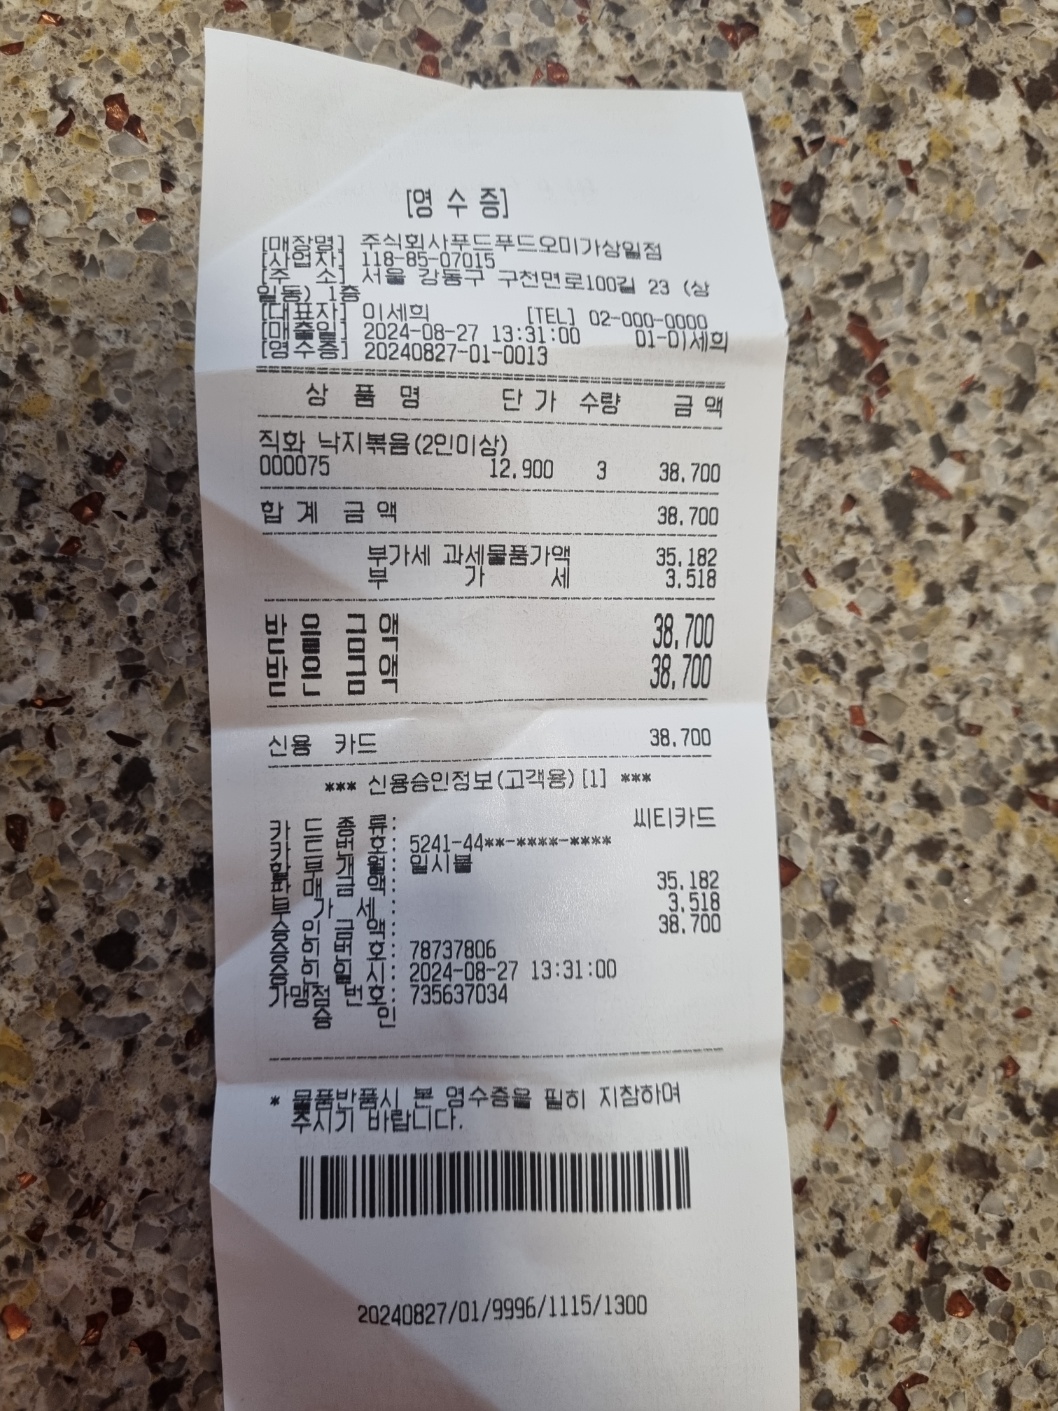 [영 수 증]
[매장명] 주식회사푸드푸드오미가상일점
[사업자] 118-85-07015
[주 소] 서울 강동구 구천면로100길 23 (상
일동) 1층
[대표자] 이세희 [TEL] 02-000-0000
[매출일] 2024-08-27 13:31:00 01-이세희
[영수증] 20240827-01-0013
상 품 명 단 가 수량 금 액
직화 낙지볶음(2인이상)
000075 12,900 3 38,700
합 계 금 액 38,700
부가세 과세물품가액 35,182
부 가 세 3,518
받 을 금 액 38,700
받 은 금 액 38,700
신용 카드 38,700
*** 신용승인정보(고객용)[1] ***
카 드 종 류: 씨티카드
카 드 번 호: 5241-44**-****-****
할 부 개 월: 일시불
판 매 금 액: 35,182
부 가 세 : 3,518
승 인 금 액: 38,700
승 인 번 호: 78737806
승 인 일 시: 2024-08-27 13:31:00
가맹점 번호: 735637034
승 인
* 물품반품시 본 영수증을 필히 지참하여
주시기 바랍니다.
20240827/01/9996/1115/1300